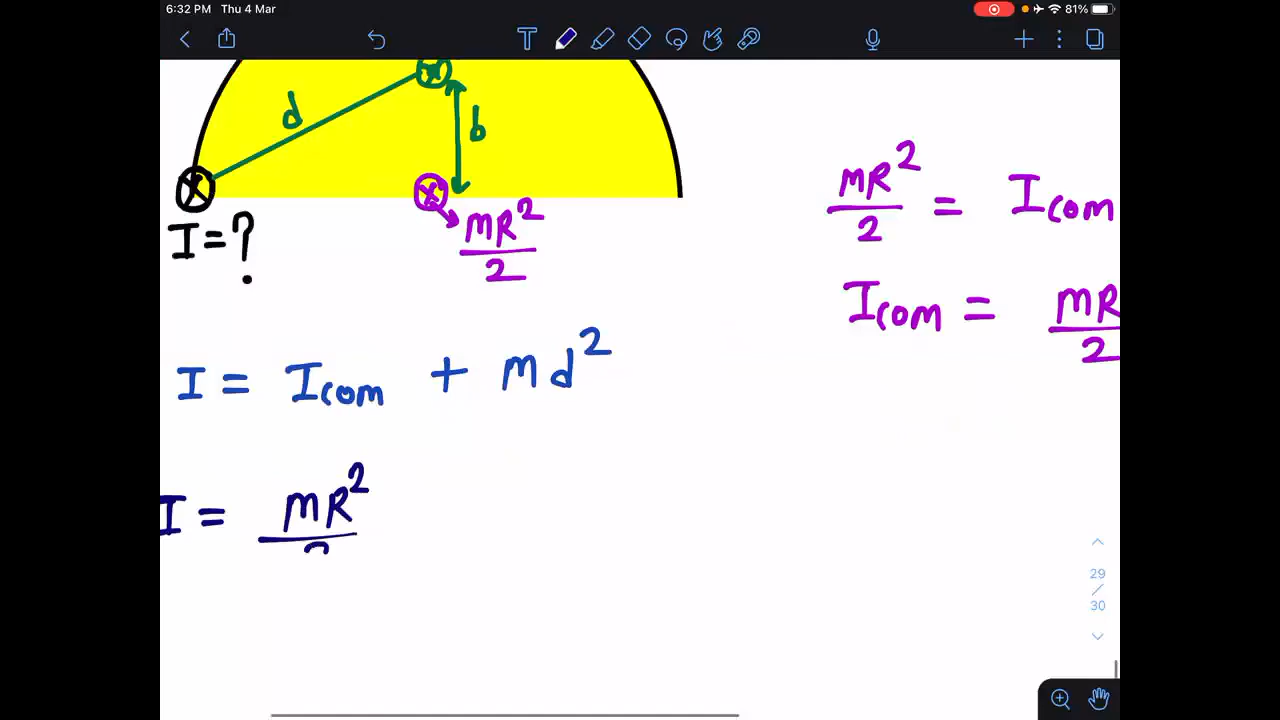 6:32 PM Thu 4 Mar 81%
T
d
b
x
x
x
MR²/2
I=?
MR²/2 = Icom
Icom = MR/2
I = Icom + Md²
I = MR²/2
29
/
30